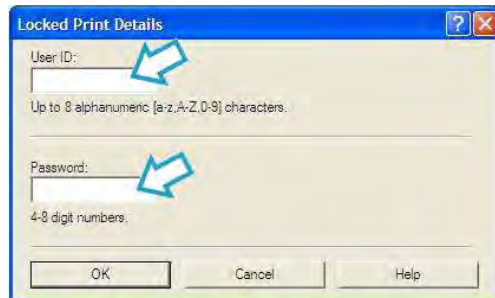 Locked Print Details
User ID:
Up to 8 alphanumeric [a-z,A-Z,0-9] characters.
Password:
4-8 digit numbers.
OK Cancel Help